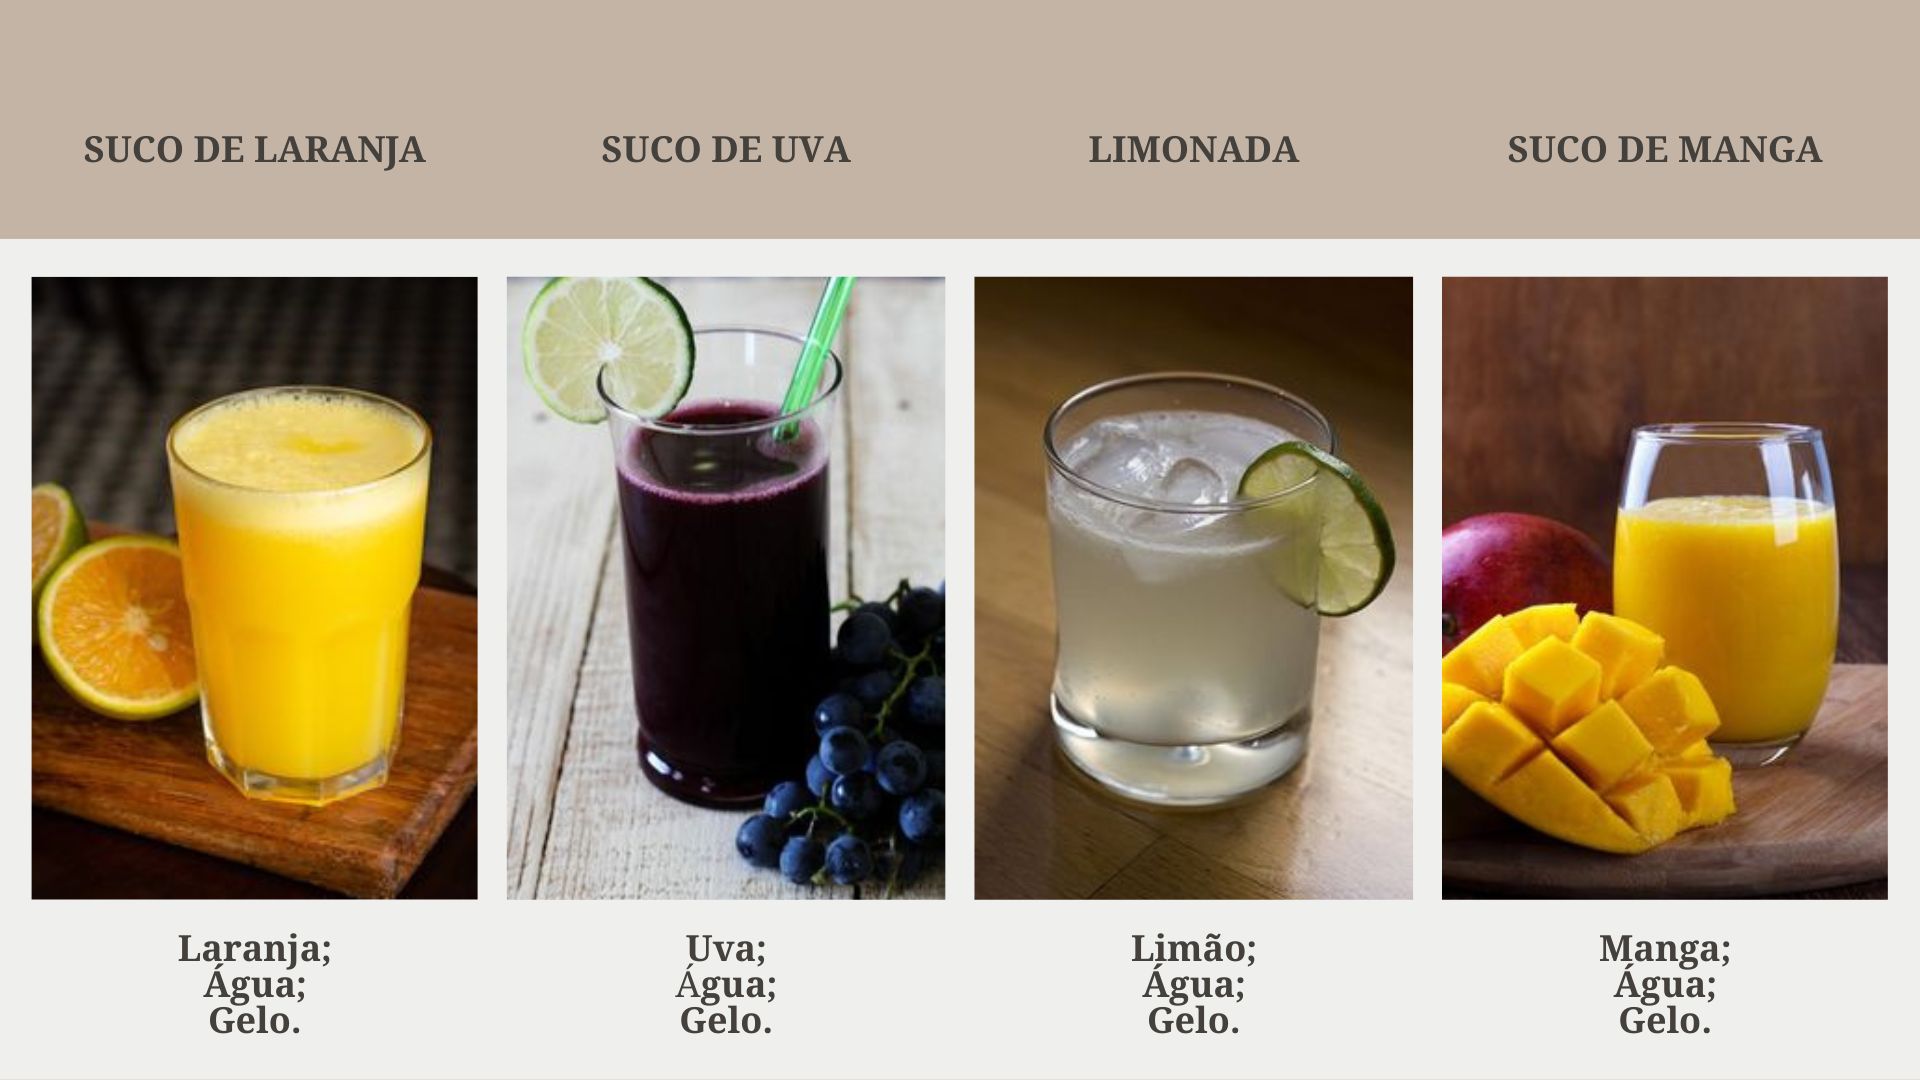 SUCO DE LARANJA
SUCO DE UVA
LIMONADA
SUCO DE MANGA
Laranja;
Água;
Gelo.
Uva;
Água;
Gelo.
Limão;
Água;
Gelo.
Manga;
Água;
Gelo.